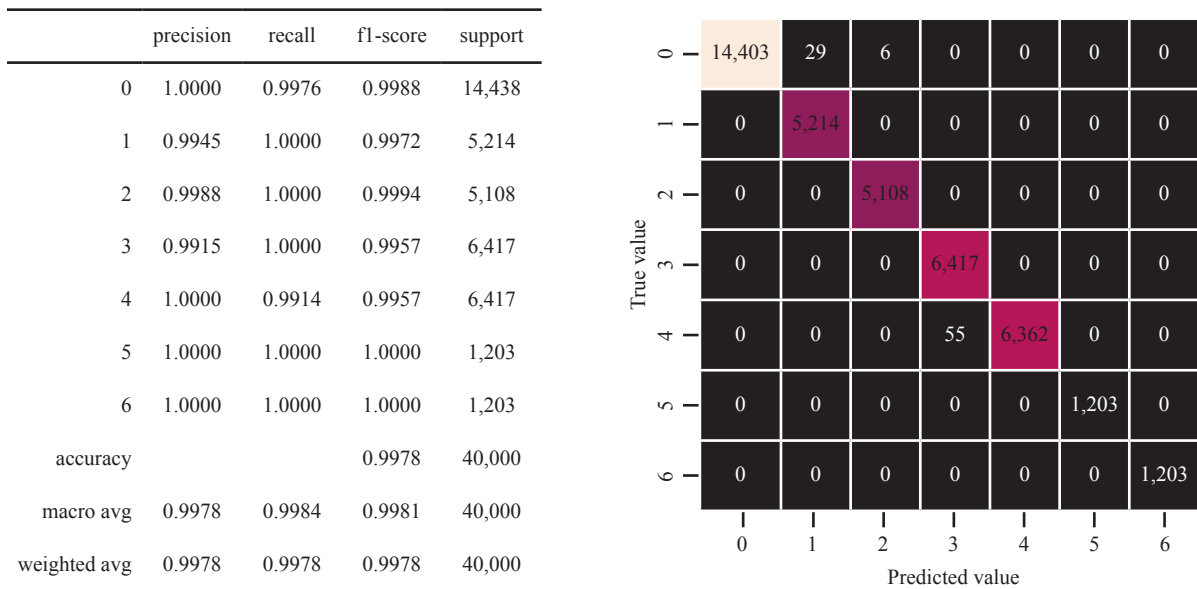 precision recall f1-score support
0 1.0000 0.9976 0.9988 14,438
1 0.9945 1.0000 0.9972 5,214
2 0.9988 1.0000 0.9994 5,108
3 0.9915 1.0000 0.9957 6,417
4 1.0000 0.9914 0.9957 6,417
5 1.0000 1.0000 1.0000 1,203
6 1.0000 1.0000 1.0000 1,203
accuracy 0.9978 40,000
macro avg 0.9978 0.9984 0.9981 40,000
weighted avg 0.9978 0.9978 0.9978 40,000
True value
0 14,403 29 6 0 0 0 0
1 0 5,214 0 0 0 0 0
2 0 0 5,108 0 0 0 0
3 0 0 0 6,417 0 0 0
4 0 0 0 55 6,362 0 0
5 0 0 0 0 0 1,203 0
6 0 0 0 0 0 0 1,203
0 1 2 3 4 5 6
Predicted value